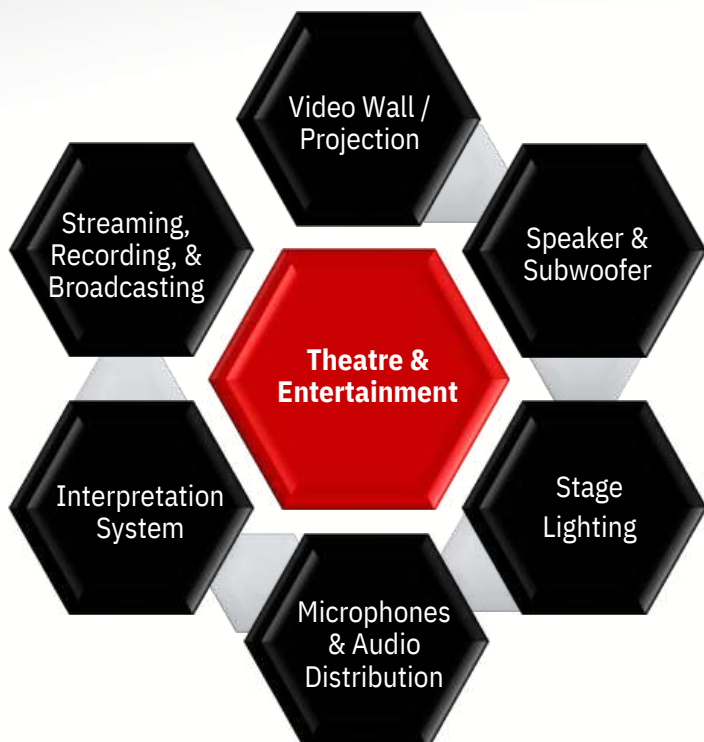 Video Wall /
Projection
Speaker &
Subwoofer
Stage
Lighting
Microphones
& Audio
Distribution
Interpretation
System
Streaming,
Recording, &
Broadcasting
Theatre &
Entertainment